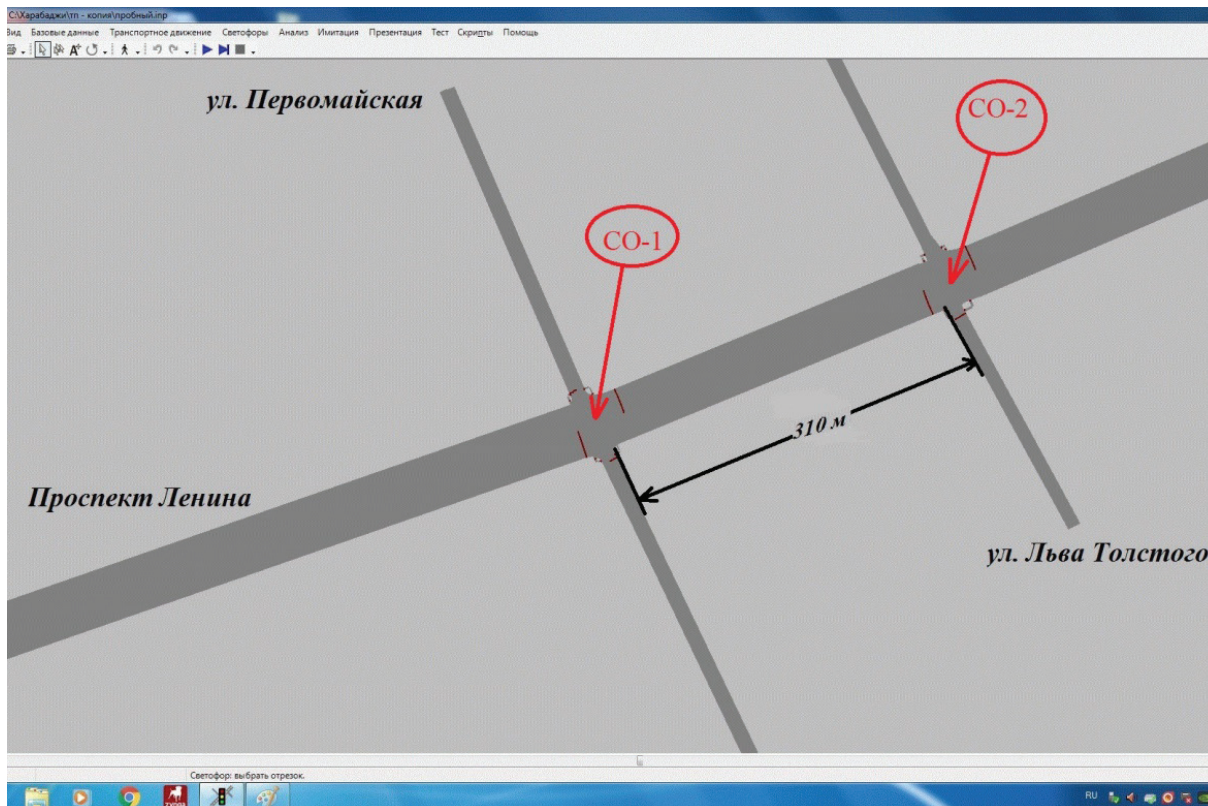 C:\Харабаджи\тп - копия\пробный.inp
Вид Базовые данные Транспортное движение Светофоры Анализ Имитация Презентация Тест Скрипты Помощь
ул. Первомайская
СО-2
СО-1
310 м
Проспект Ленина
ул. Льва Толстого
Светофор: выбрать отрезок.
RU